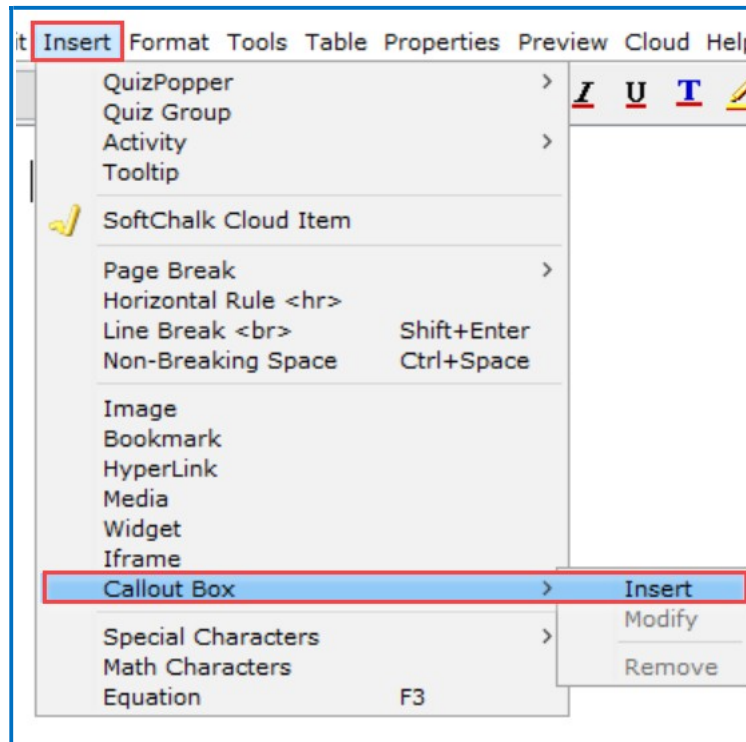 it Insert Format Tools Table Properties Preview Cloud Help
I U T
QuizPopper >
Quiz Group
Activity >
Tooltip
SoftChalk Cloud Item
Page Break >
Horizontal Rule <hr>
Line Break <br> Shift+Enter
Non-Breaking Space Ctrl+Space
Image
Bookmark
HyperLink
Media
Widget
Iframe
Callout Box > Insert
Modify
Special Characters >
Math Characters
Remove
Equation F3